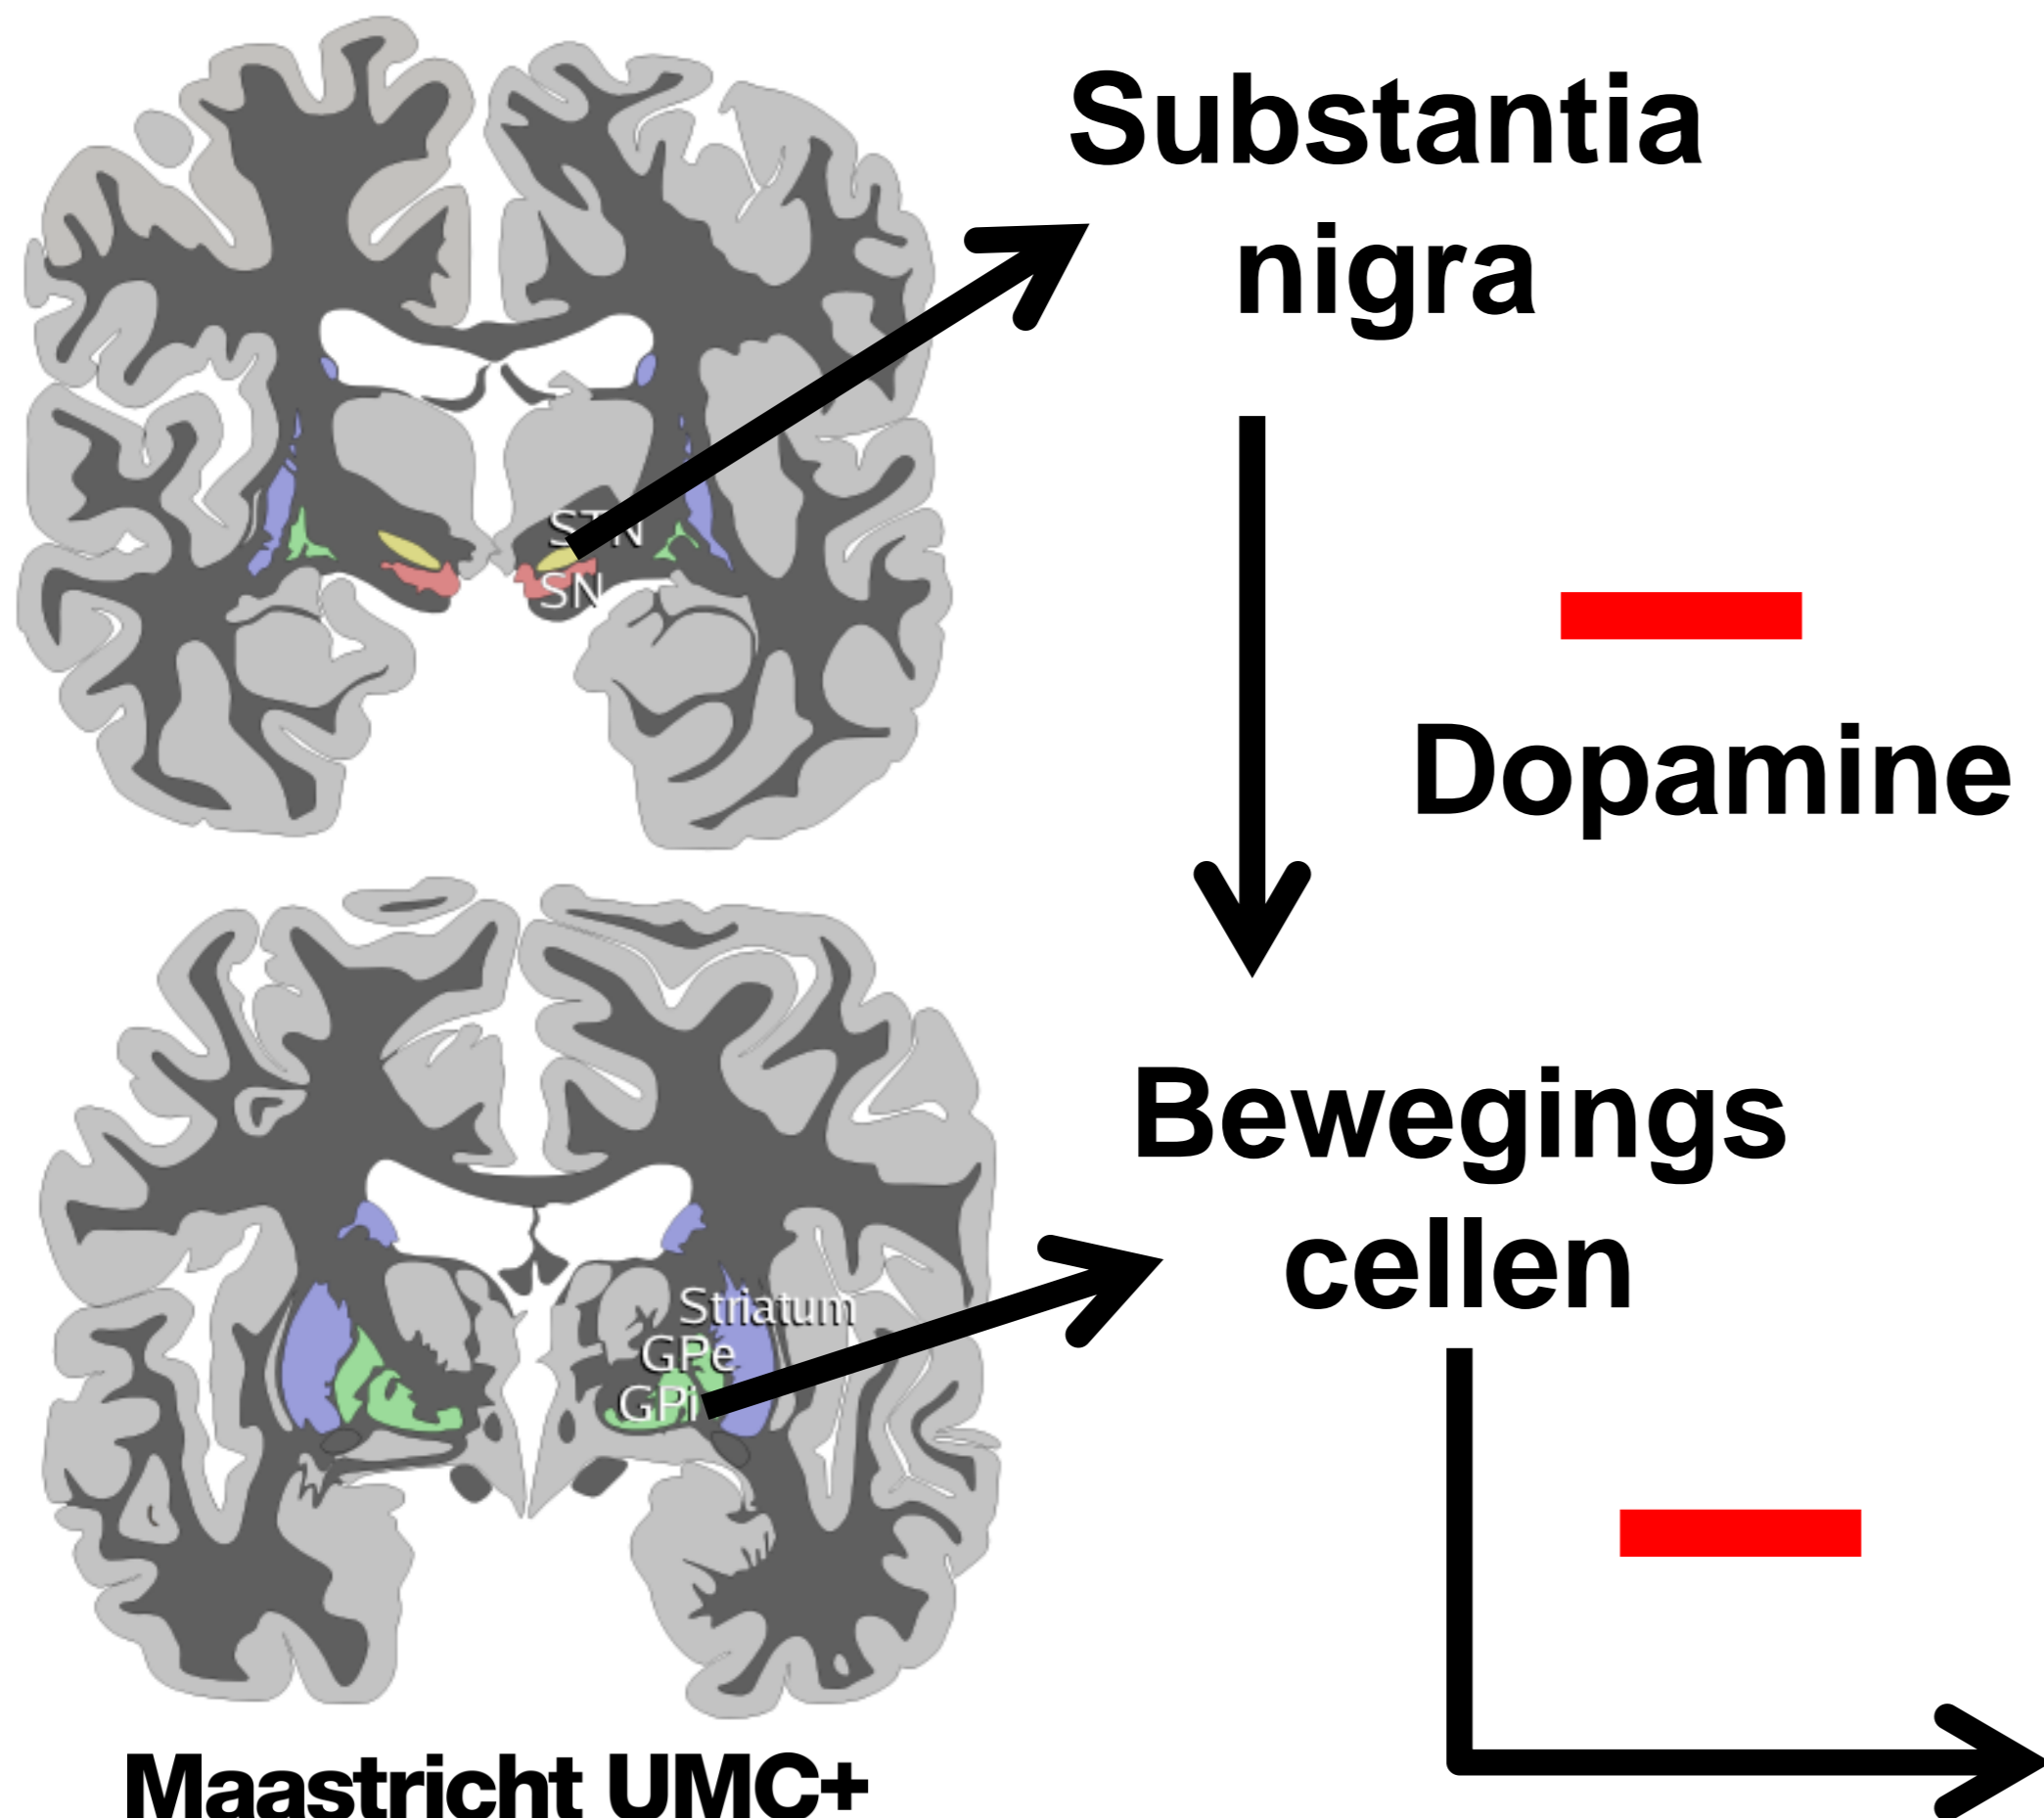 Substantia
nigra
STN
SN
Dopamine
Bewegings
cellen
Striatum
GPe
GPi
Maastricht UMC+